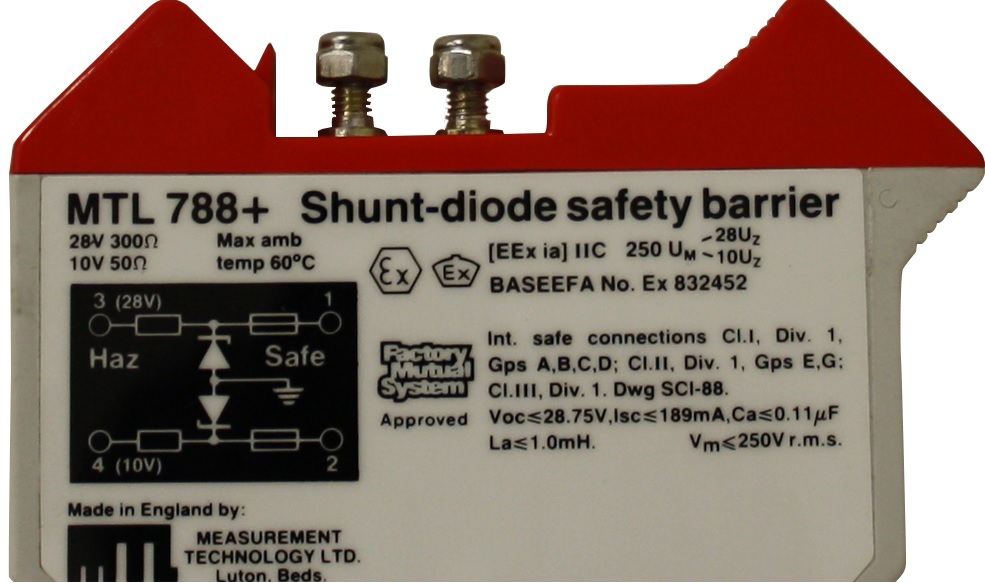 MTL 788+ Shunt-diode safety barrier
28V 300Ω
10V 50Ω
Max amb
temp 60°C
Ex
Ex
[EEx ia] IIC 250 UM ~28UZ
~10UZ
BASEEFA No. Ex 832452
3 (28V) 1
Haz Safe
4 (10V) 2
Factory
Mutual
System
Approved
Int. safe connections Cl.I, Div. 1,
Gps A,B,C,D; Cl.II, Div. 1, Gps E,G;
Cl.III, Div. 1. Dwg SCI-88.
Voc≤28.75V,Isc≤189mA,Ca≤0.11µF
La≤1.0mH. Vm≤250V r.m.s.
Made in England by:
MEASUREMENT
TECHNOLOGY LTD.
Luton, Beds.